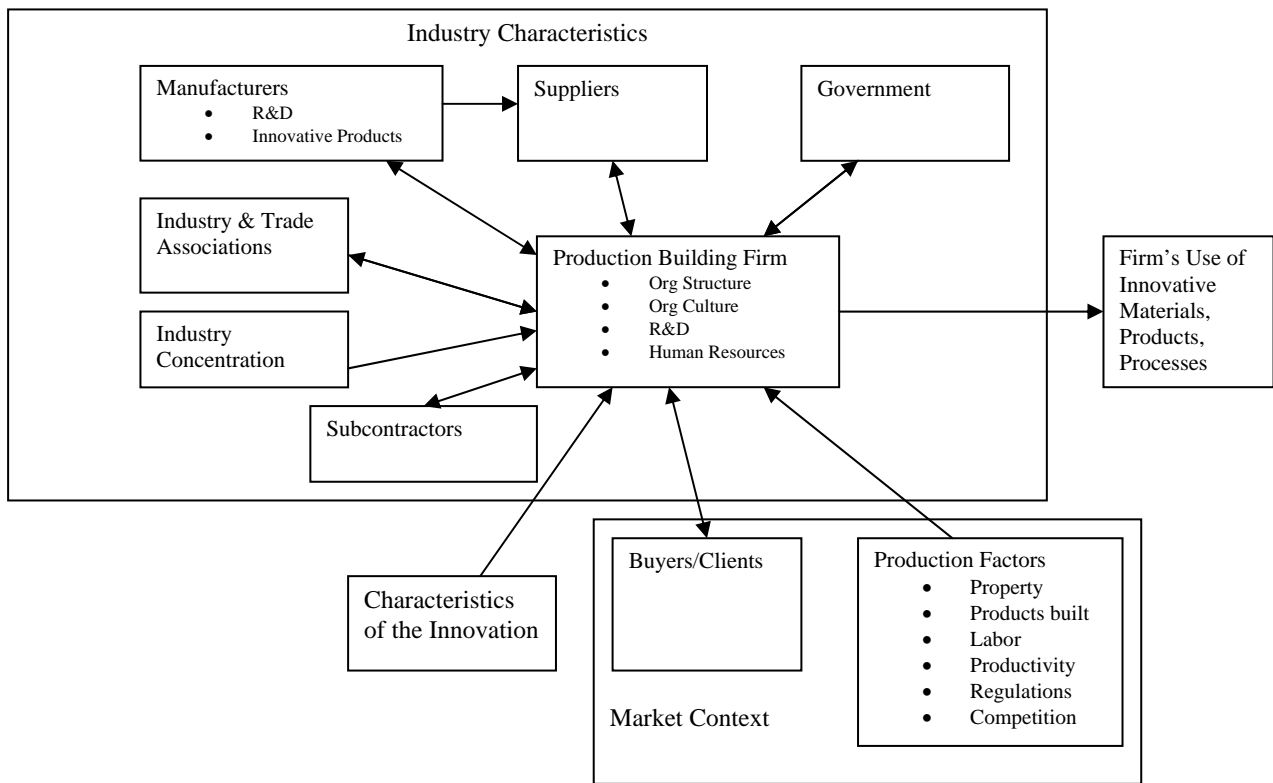 Industry Characteristics
Manufacturers
• R&D
• Innovative Products
Suppliers
Government
Industry & Trade
Associations
Production Building Firm
• Org Structure
• Org Culture
• R&D
• Human Resources
Firm's Use of
Innovative
Materials,
Products,
Processes
Industry
Concentration
Subcontractors
Characteristics
of the Innovation
Buyers/Clients
Production Factors
• Property
• Products built
• Labor
• Productivity
• Regulations
• Competition
Market Context